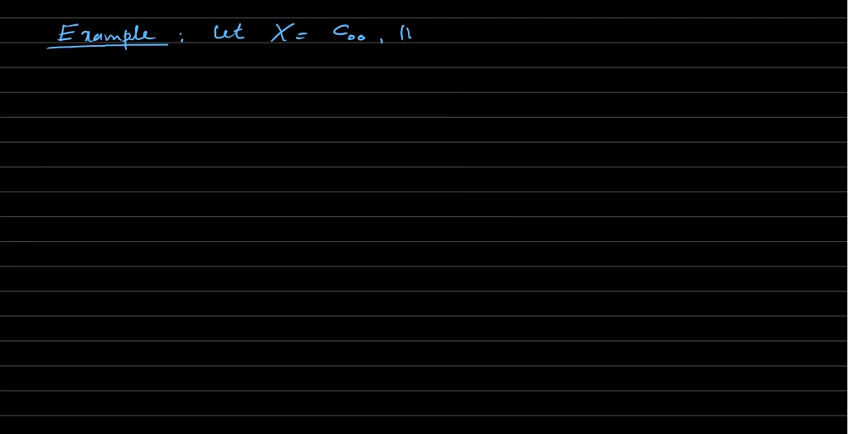 Example : Let X = C₀₀, ||